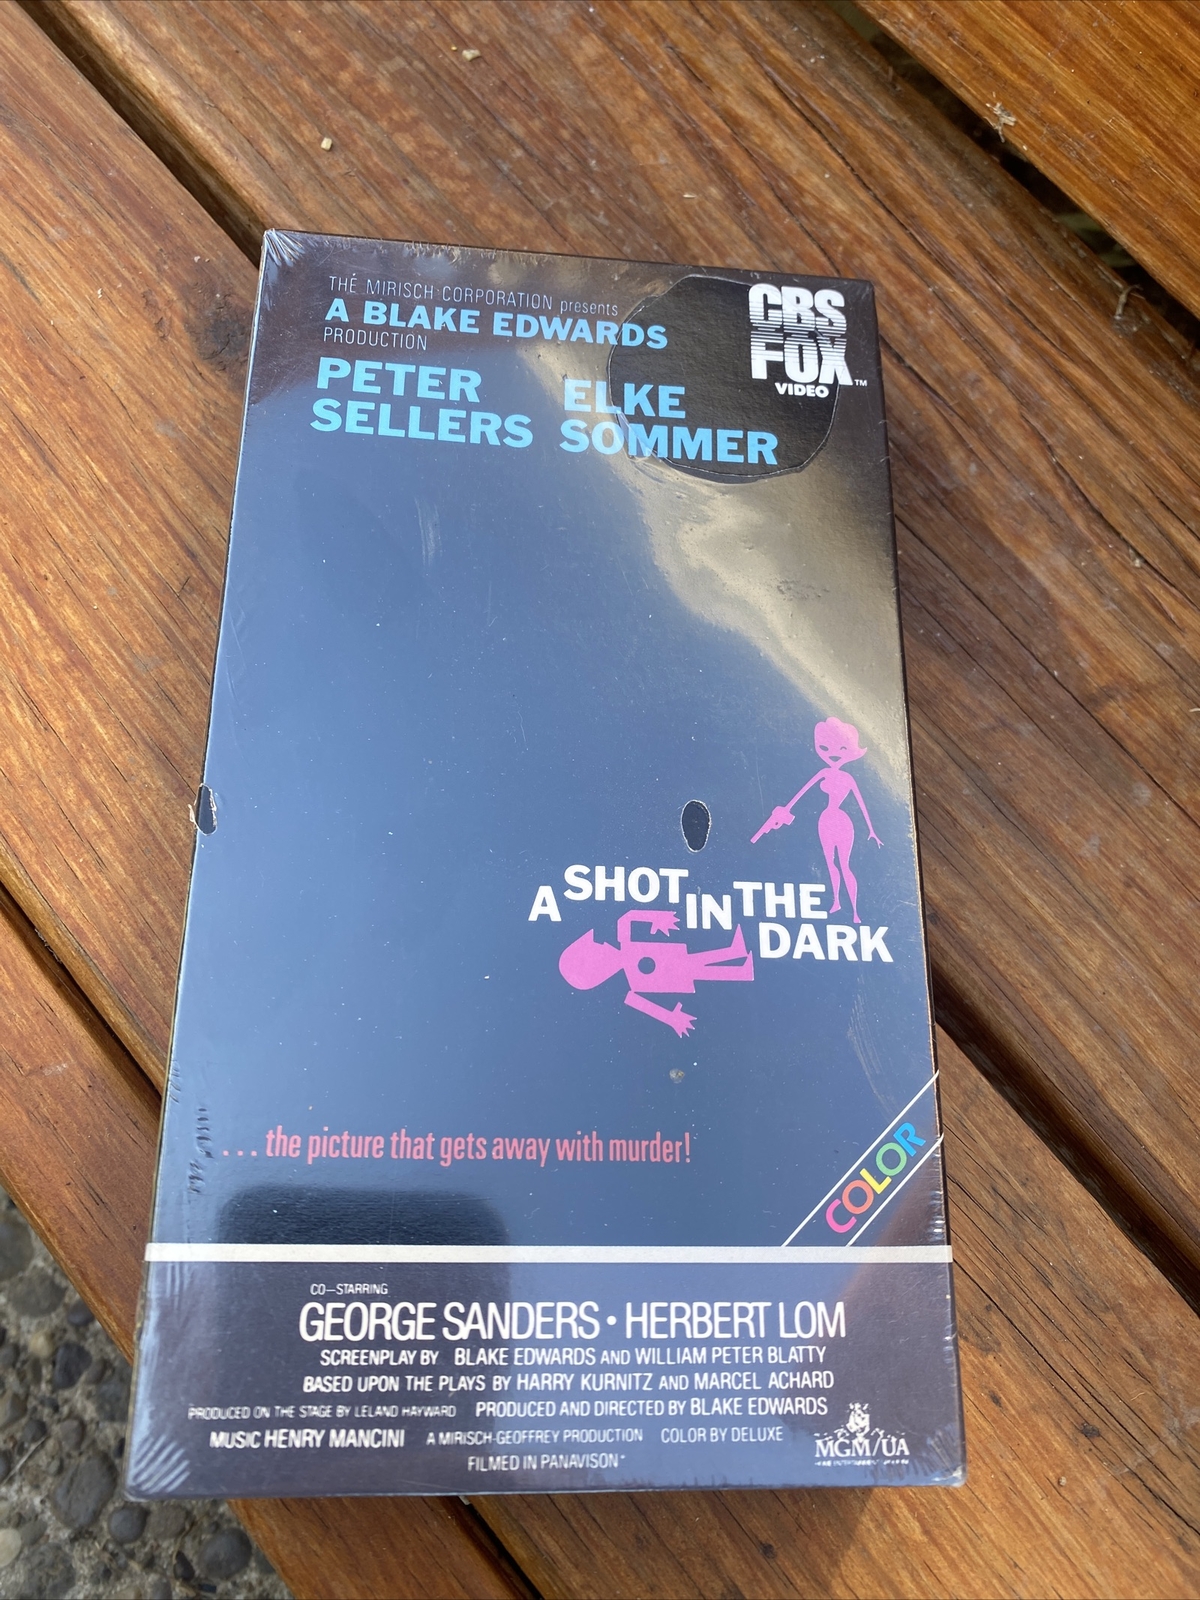 THE MIRISCH CORPORATION presents
A BLAKE EDWARDS
PRODUCTION
CBS
FOX
VIDEO™
PETER SELLERS
ELKE SOMMER
A SHOT IN THE DARK
. . . the picture that gets away with murder!
COLOR
CO-STARRING
GEORGE SANDERS • HERBERT LOM
SCREENPLAY BY BLAKE EDWARDS AND WILLIAM PETER BLATTY
BASED UPON THE PLAYS BY HARRY KURNITZ AND MARCEL ACHARD
PRODUCED ON THE STAGE BY LELAND HAYWARD PRODUCED AND DIRECTED BY BLAKE EDWARDS
MUSIC HENRY MANCINI A MIRISCH-GEOFFREY PRODUCTION COLOR BY DELUXE
FILMED IN PANAVISON
MGM/UA